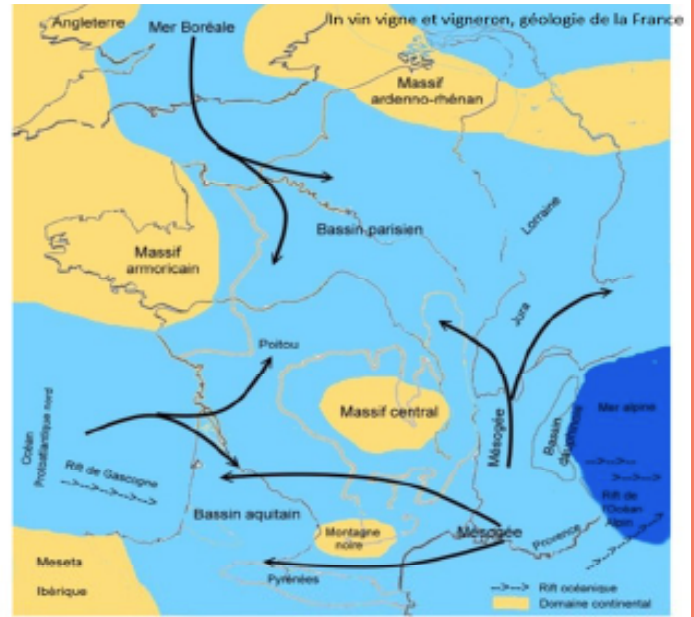 In vin vigne et vigneron, géologie de la France
Angleterre
Mer Boréale
Massif
ardenno-rhénan
Lorraine
Bassin parisien
Massif
armoricain
Jura
Poitou
Massif central
Mésogée
Bassin
dauphinois
Mer alpine
Océan
Protoatlantique nord
Rift de Gascogne
Rift de
l'Océan
Alpin
Bassin aquitain
Montagne
noire
Mésogée
Provence
Pyrénées
Meseta
Ibérique
Rift océanique
Domaine continental